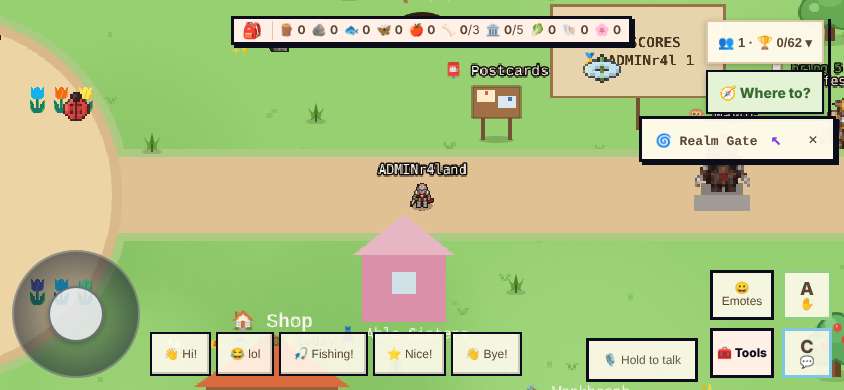 0 0 0 0 0 0/3 0/5 0 0 0
SCORES
ADMINr4l 1
1 · 0/62 ▾
Where to?
Postcards
Realm Gate ×
ADMINr4land
Emotes
A
Shop
Hi!
lol
Fishing!
Nice!
Bye!
Hold to talk
Tools
C